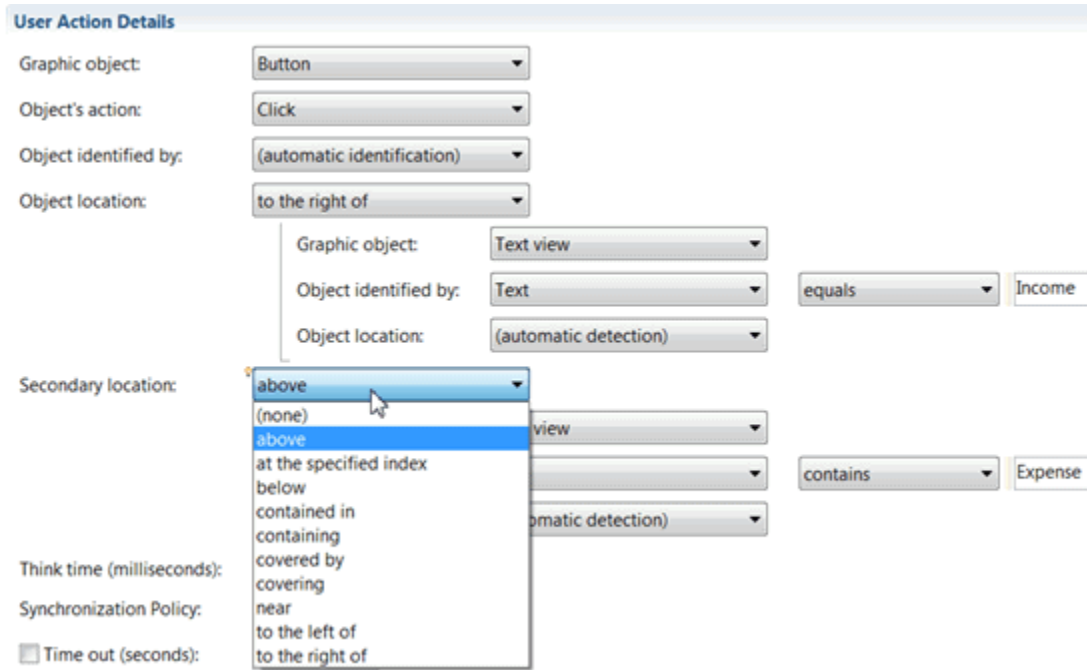 User Action Details
Graphic object: Button
Object's action: Click
Object identified by: (automatic identification)
Object location: to the right of
Graphic object: Text view
Object identified by: Text equals Income
Object location: (automatic detection)
Secondary location: above
(none)
above view
at the specified index
below contains Expense
contained in
containing
covered by
covering
near
to the left of
to the right of
Think time (milliseconds):
Synchronization Policy:
Time out (seconds):